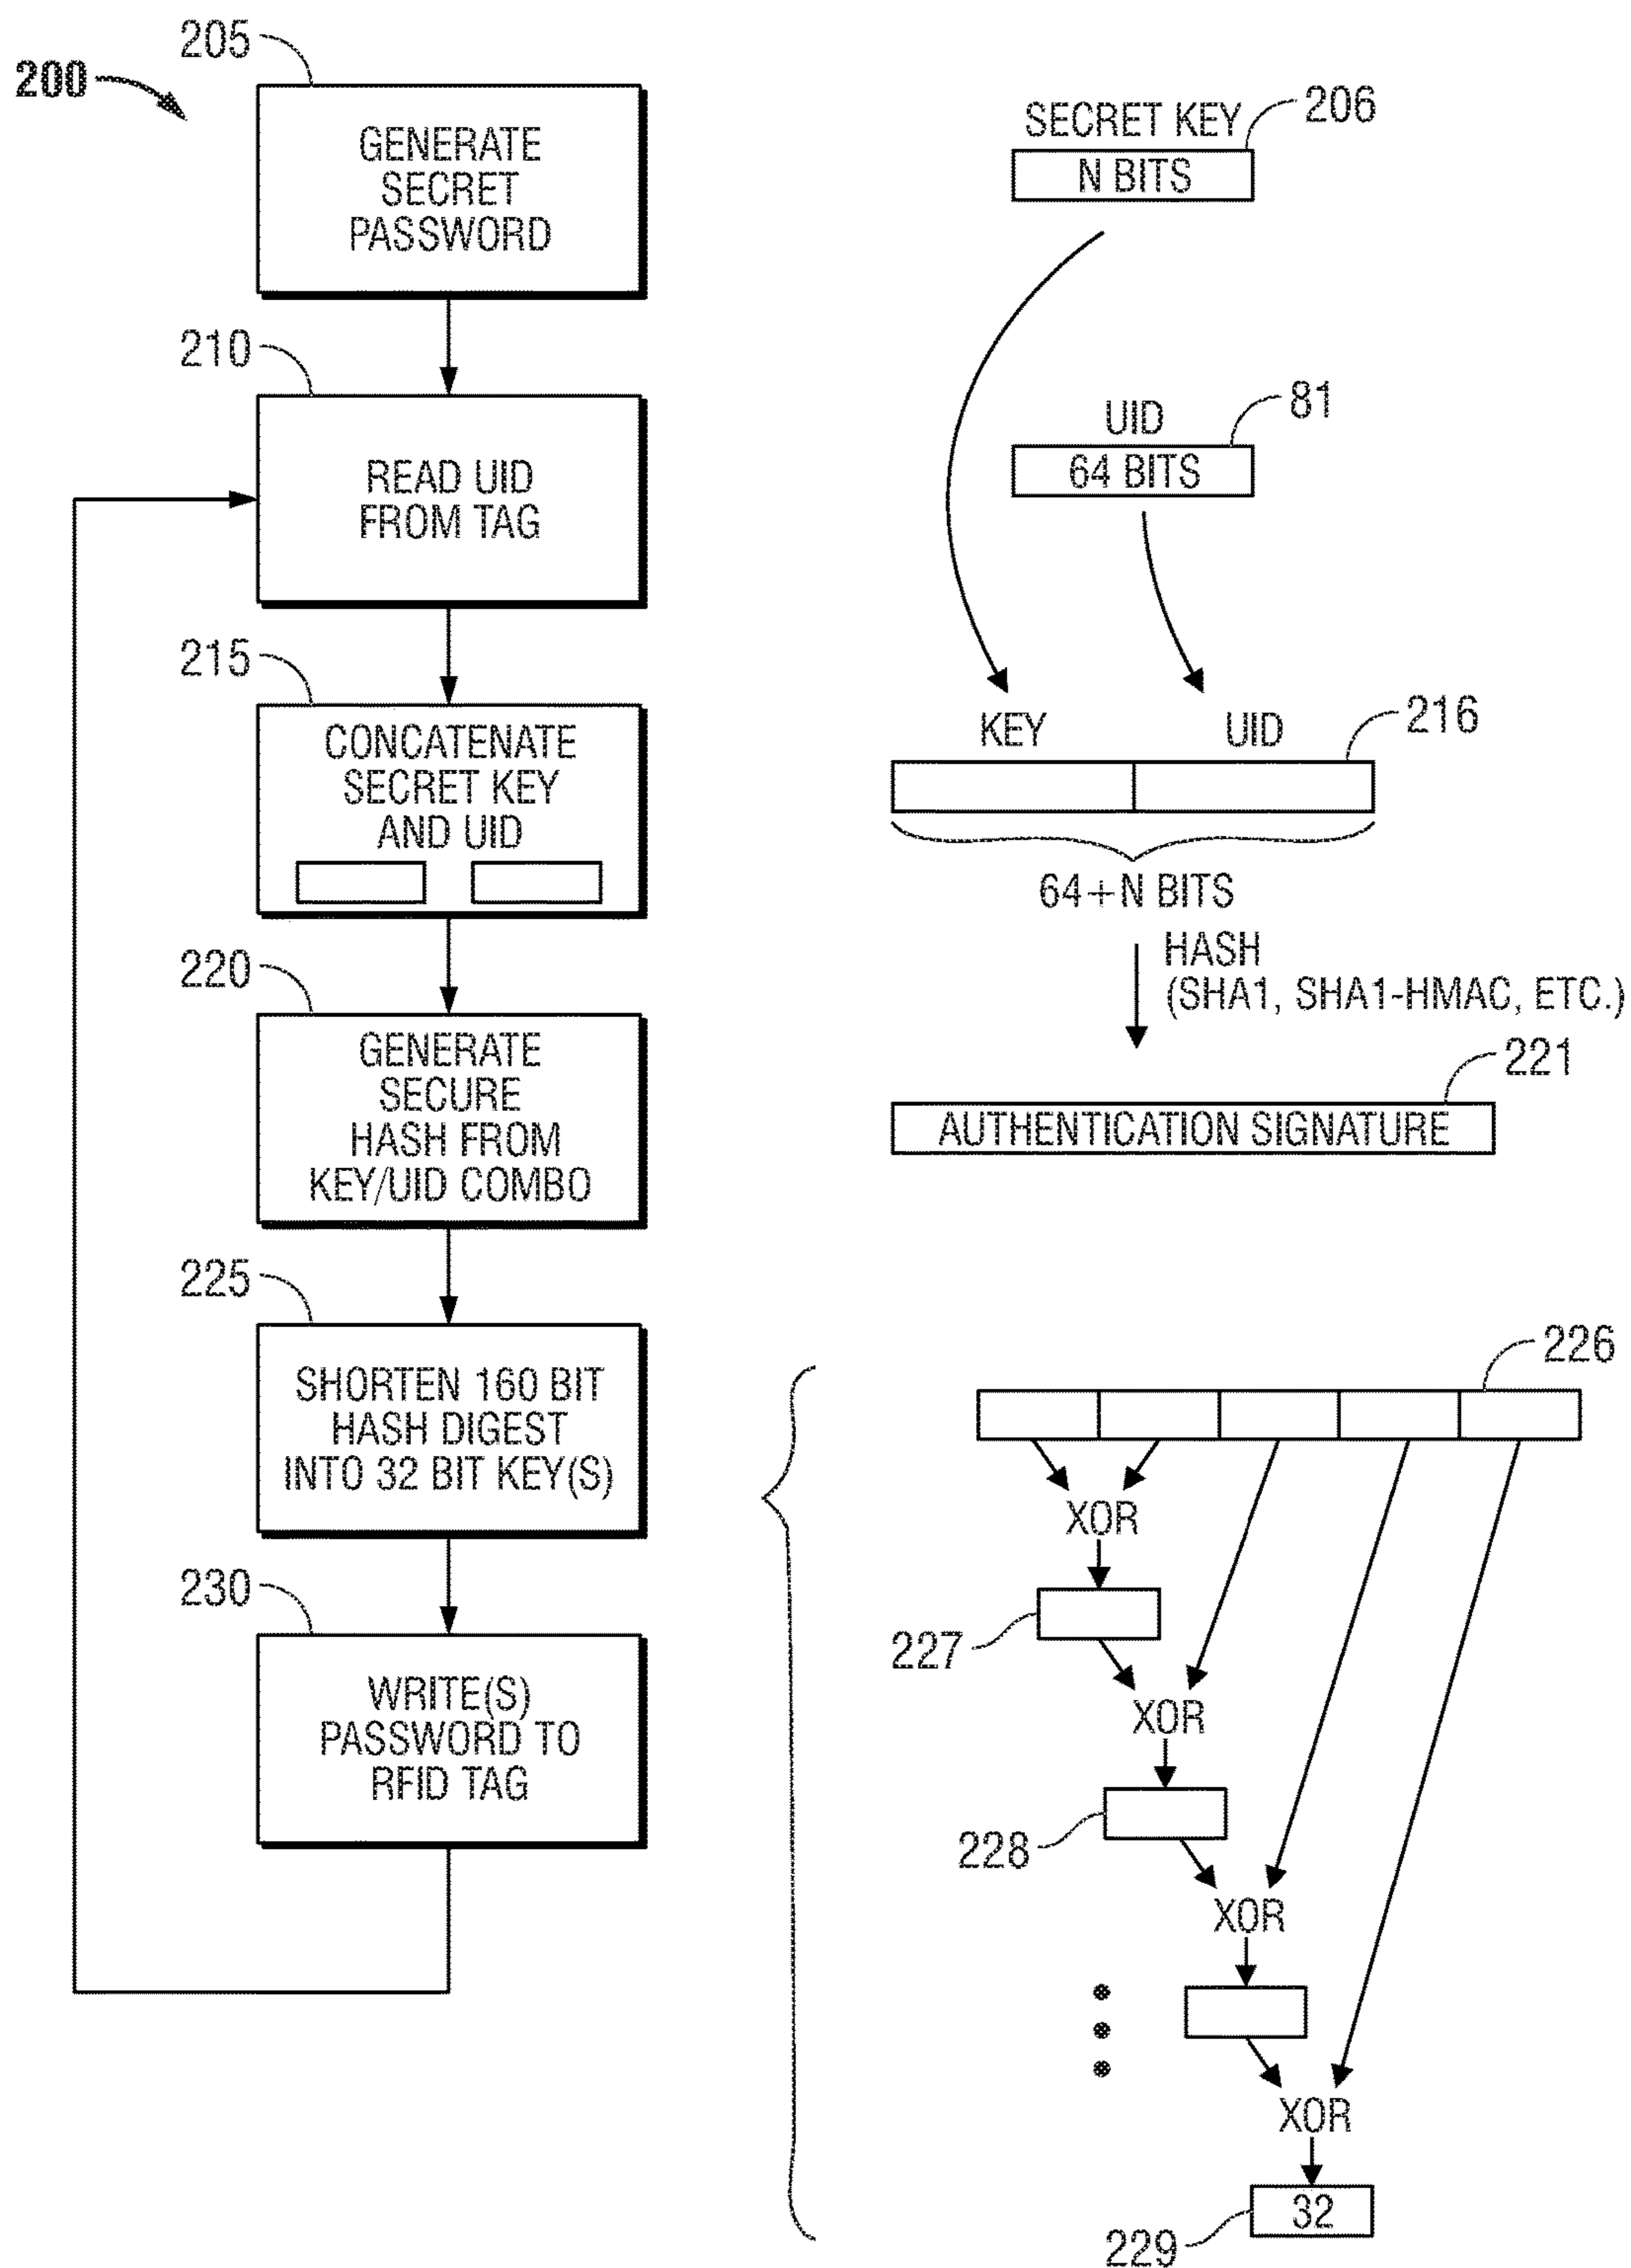 200
205
GENERATE
SECRET
PASSWORD
210
READ UID
FROM TAG
215
CONCATENATE
SECRET KEY
AND UID
220
GENERATE
SECURE
HASH FROM
KEY/UID COMBO
225
SHORTEN 160 BIT
HASH DIGEST
INTO 32 BIT KEY(S)
230
WRITE(S)
PASSWORD TO
RFID TAG
SECRET KEY
206
N BITS
UID
81
64 BITS
KEY
UID
216
64+N BITS
HASH
(SHA1, SHA1-HMAC, ETC.)
221
AUTHENTICATION SIGNATURE
226
XOR
227
XOR
228
XOR
XOR
32
229